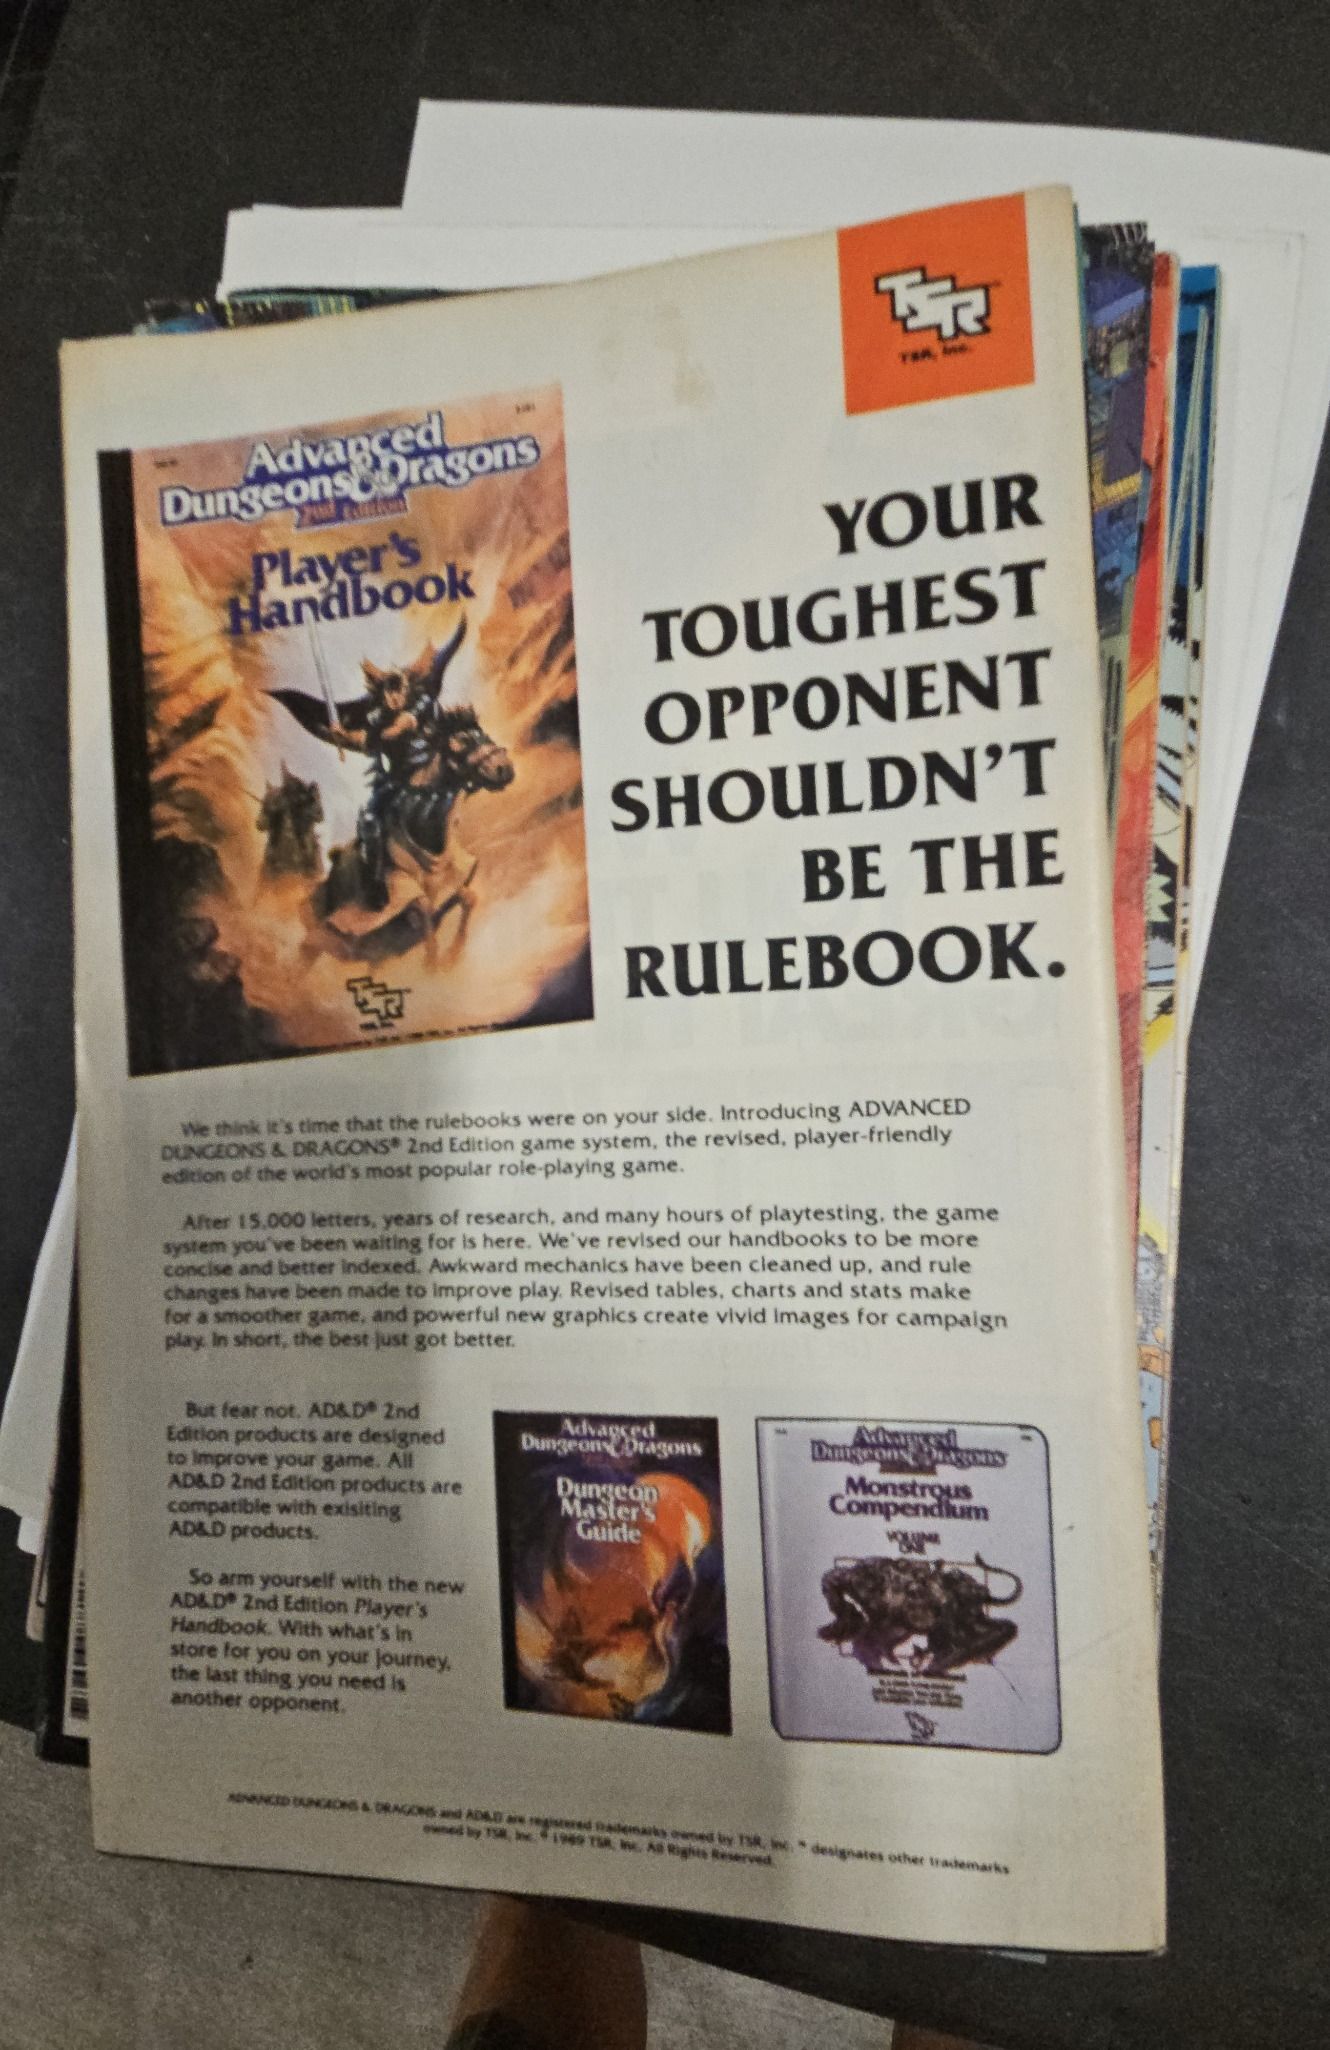 TSR
TSR, Inc.
Advanced
Dungeons & Dragons
2nd Edition
Player's
Handbook
TSR
YOUR
TOUGHEST
OPPONENT
SHOULDN'T
BE THE
RULEBOOK.
We think it's time that the rulebooks were on your side. Introducing ADVANCED
DUNGEONS & DRAGONS® 2nd Edition game system, the revised, player-friendly
edition of the world's most popular role-playing game.
After 15,000 letters, years of research, and many hours of playtesting, the game
system you've been waiting for is here. We've revised our handbooks to be more
concise and better indexed. Awkward mechanics have been cleaned up, and rule
changes have been made to improve play. Revised tables, charts and stats make
for a smoother game, and powerful new graphics create vivid images for campaign
play. In short, the best just got better.
But fear not. AD&D® 2nd
Edition products are designed
to improve your game. All
AD&D 2nd Edition products are
compatible with exisiting
AD&D products.
So arm yourself with the new
AD&D® 2nd Edition Player's
Handbook. With what's in
store for you on your journey,
the last thing you need is
another opponent.
Advanced
Dungeons & Dragons
Dungeon
Master's
Guide
Advanced
Dungeons & Dragons
Monstrous
Compendium
VOLUME
ONE
TSR
ADVANCED DUNGEONS & DRAGONS and AD&D are registered trademarks owned by TSR, Inc. ™ designates other trademarks
owned by TSR, Inc. © 1989 TSR, Inc. All Rights Reserved.